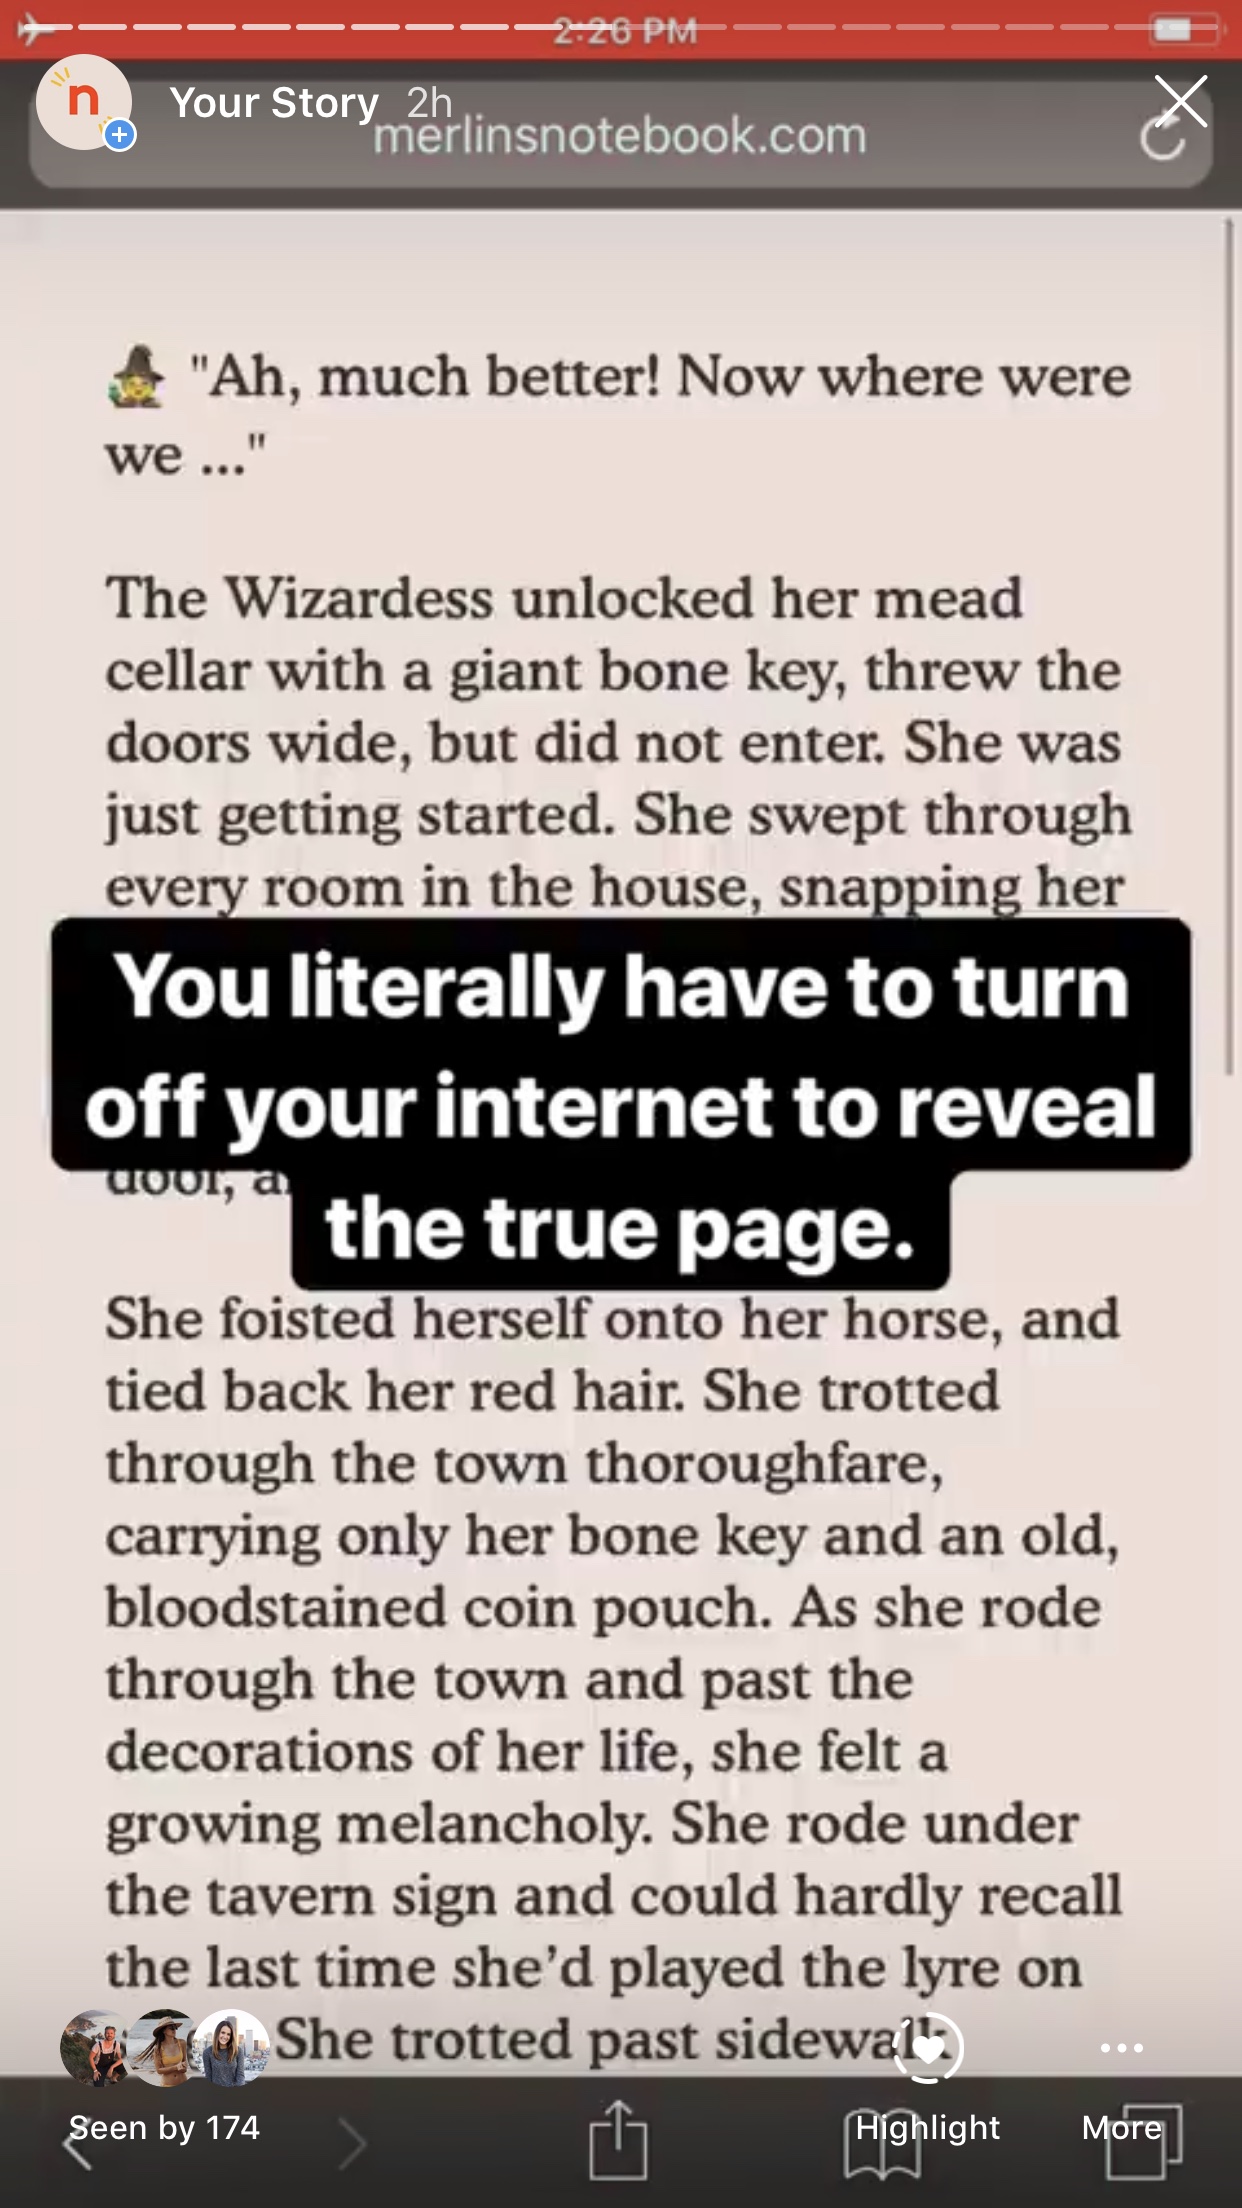 2:26 PM
n
Your Story 2h
merlinsnotebook.com
"Ah, much better! Now where were
we ..."
The Wizardess unlocked her mead
cellar with a giant bone key, threw the
doors wide, but did not enter. She was
just getting started. She swept through
every room in the house, snapping her
You literally have to turn
off your internet to reveal
the true page.
door,
She foisted herself onto her horse, and
tied back her red hair. She trotted
through the town thoroughfare,
carrying only her bone key and an old,
bloodstained coin pouch. As she rode
through the town and past the
decorations of her life, she felt a
growing melancholy. She rode under
the tavern sign and could hardly recall
the last time she’d played the lyre on
She trotted past sidewalk
Seen by 174
Highlight
More